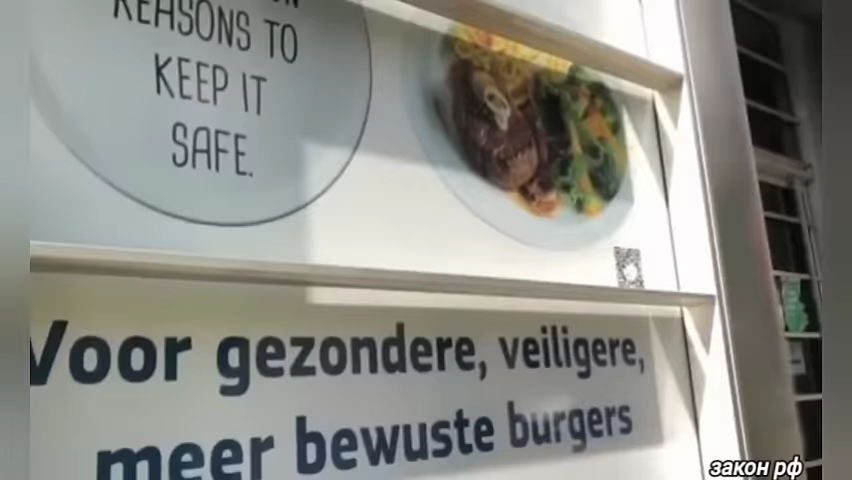 REASONS TO
KEEP IT
SAFE.
Voor gezondere, veiligere,
meer bewuste burgers
закон рф